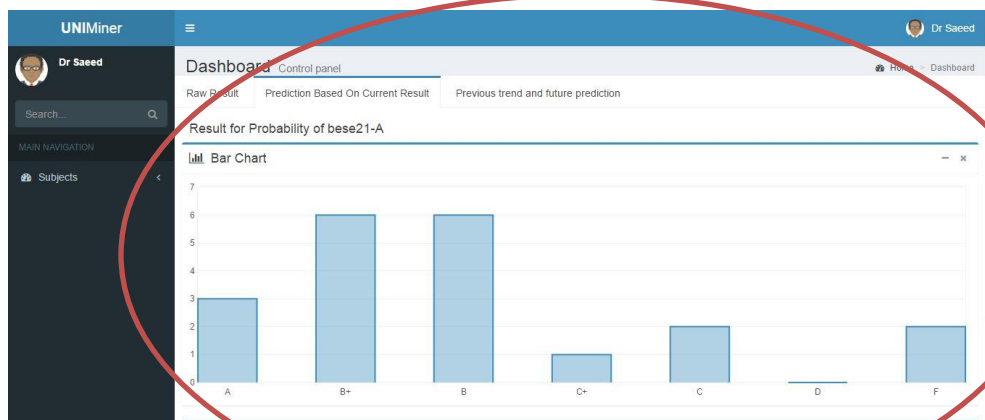 UNIMiner
Dr Saeed
Dr Saeed
Search...
MAIN NAVIGATION
Subjects
Dashboard Control panel
Home > Dashboard
Raw Result Prediction Based On Current Result Previous trend and future prediction
Result for Probability of bese21-A
Bar Chart
7
6
5
4
3
2
1
0
A B+ B C+ C D F